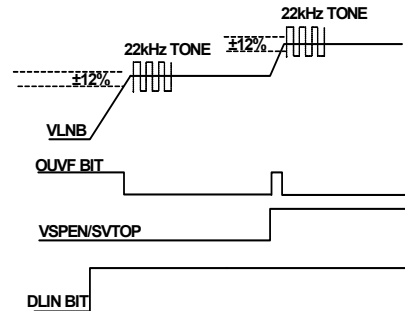 22kHz TONE
22kHz TONE
±12%
±12%
VLNB
OUVF BIT
VSPEN/SVTOP
DLIN BIT